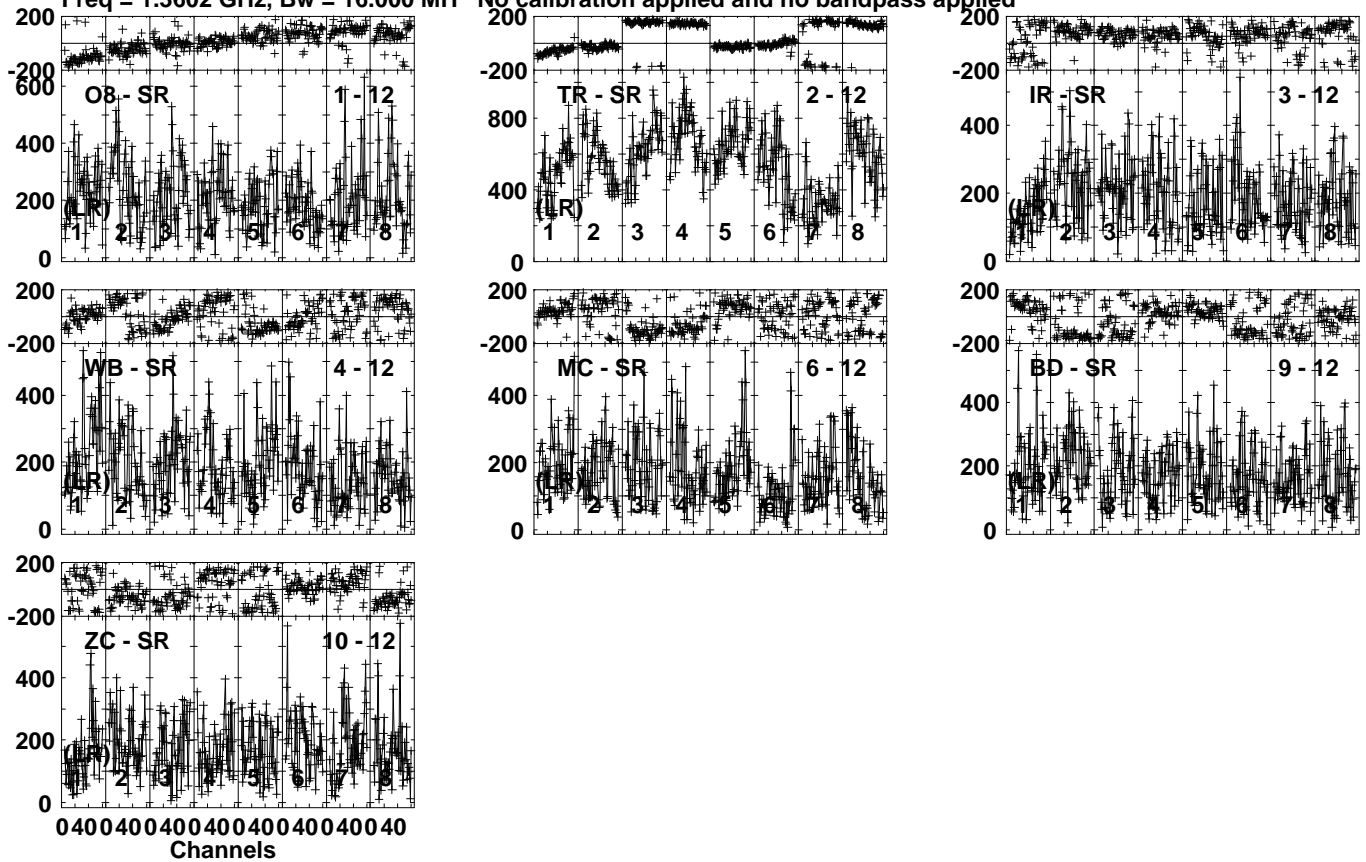 Freq = 1.3602 GHz, Bw = 16.000 MH No calibration applied and no bandpass applied
200
-200
600
400
200
0
O8 - SR 1 - 12
(LR)
1 2 3 4 5 6 7 8
200
-200
800
400
0
TR - SR 2 - 12
(LR)
1 2 3 4 5 6 7 8
200
-200
400
200
0
IR - SR 3 - 12
(LR)
1 2 3 4 5 6 7 8
200
-200
400
200
0
WB - SR 4 - 12
(LR)
1 2 3 4 5 6 7 8
200
-200
400
200
0
MC - SR 6 - 12
(LR)
1 2 3 4 5 6 7 8
200
-200
400
200
0
BD - SR 9 - 12
(LR)
1 2 3 4 5 6 7 8
200
-200
400
200
0
ZC - SR 10 - 12
(LR)
1 2 3 4 5 6 7 8
0 40 0 40 0 40 0 40 0 40 0 40 0 40 0 40
Channels